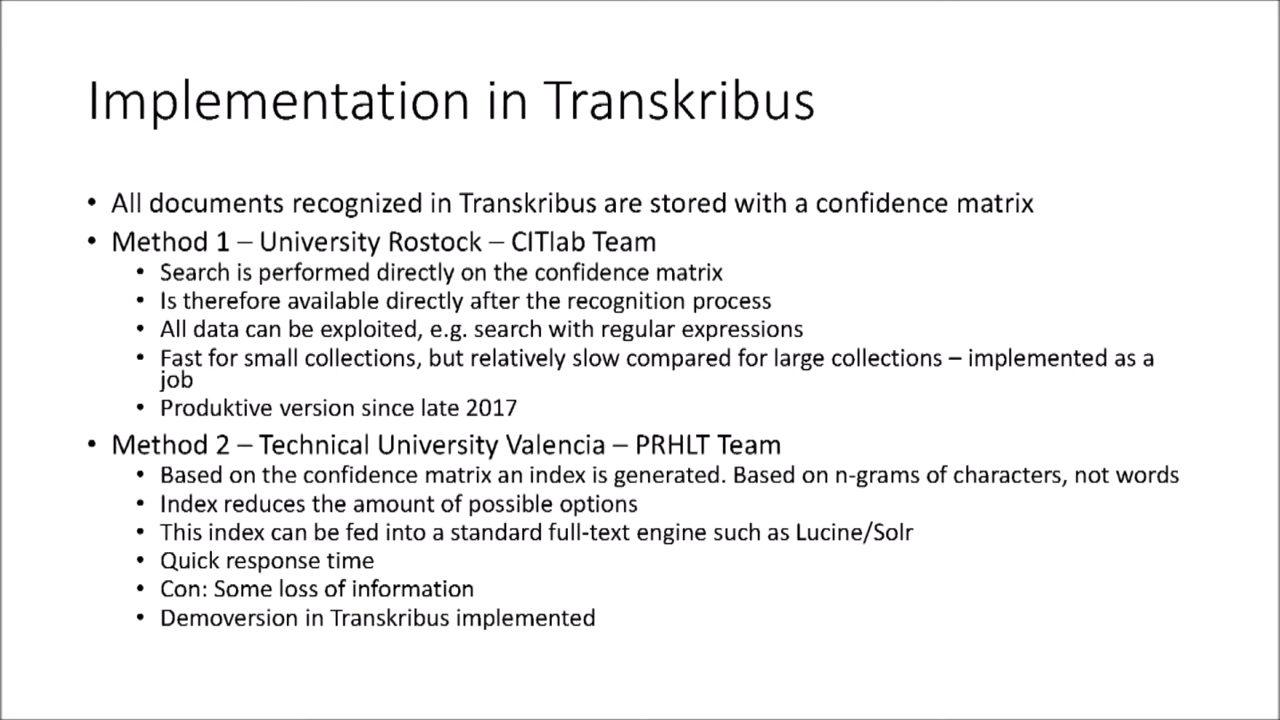 Implementation in Transkribus
• All documents recognized in Transkribus are stored with a confidence matrix
• Method 1 – University Rostock – CITlab Team
• Search is performed directly on the confidence matrix
• Is therefore available directly after the recognition process
• All data can be exploited, e.g. search with regular expressions
• Fast for small collections, but relatively slow compared for large collections – implemented as a
job
• Produktive version since late 2017
• Method 2 – Technical University Valencia – PRHLT Team
• Based on the confidence matrix an index is generated. Based on n-grams of characters, not words
• Index reduces the amount of possible options
• This index can be fed into a standard full-text engine such as Lucine/Solr
• Quick response time
• Con: Some loss of information
• Demoversion in Transkribus implemented